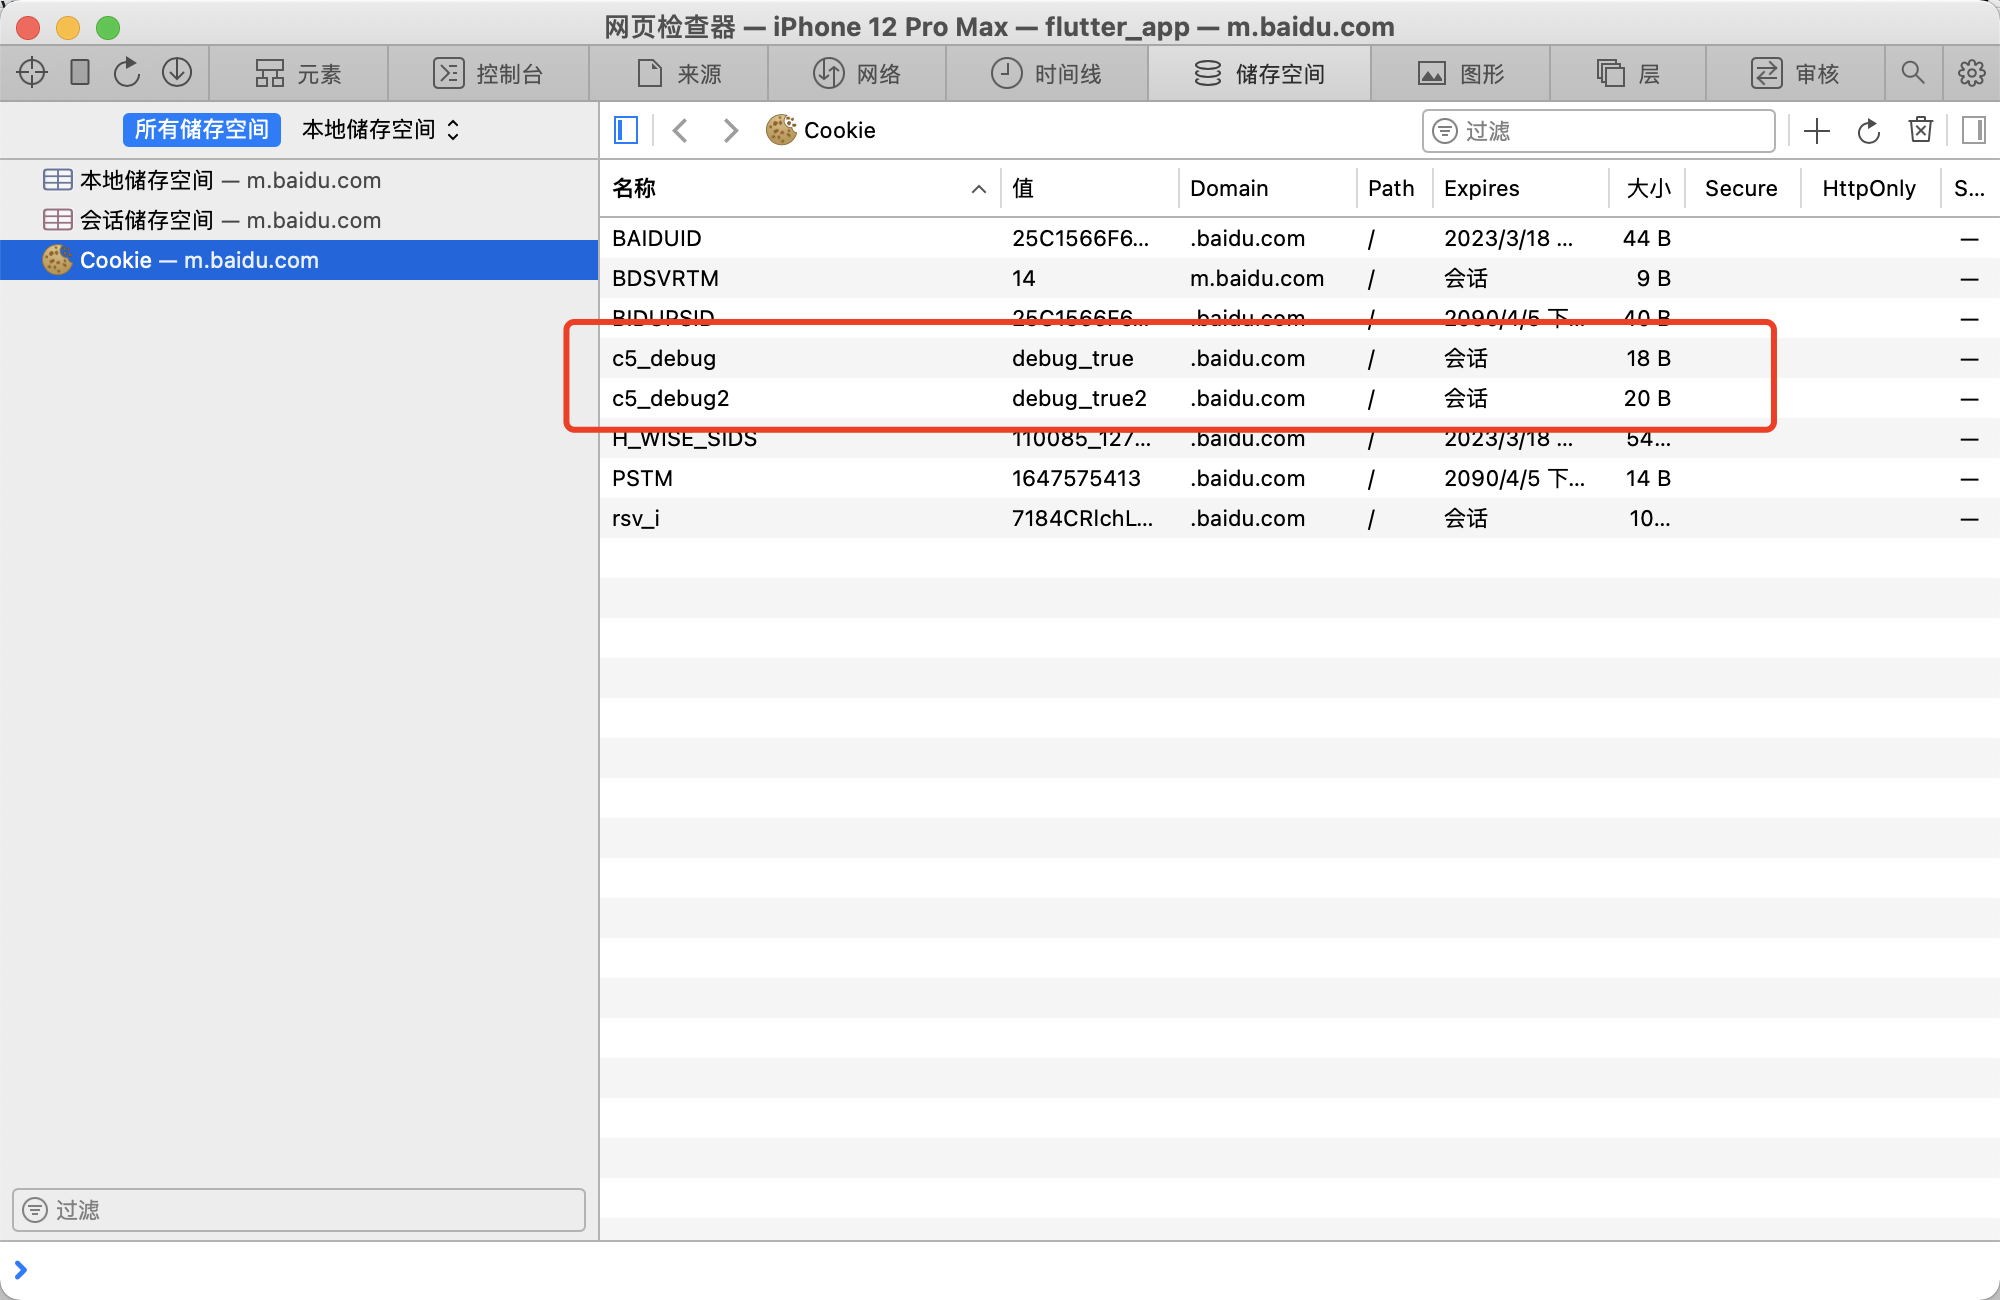 网页检查器 — iPhone 12 Pro Max — flutter_app — m.baidu.com
元素 控制台 来源 网络 时间线 储存空间 图形 层 审核
所有储存空间 本地储存空间 Cookie 过滤
本地储存空间 — m.baidu.com
会话储存空间 — m.baidu.com
Cookie — m.baidu.com
名称 值 Domain Path Expires 大小 Secure HttpOnly S...
BAIDUID 25C1566F6... .baidu.com / 2023/3/18 ... 44 B —
BDSVRTM 14 m.baidu.com / 会话 9 B —
BIDUPSID 25C1566F6... .baidu.com / 2090/4/5 下... 40 B —
c5_debug debug_true .baidu.com / 会话 18 B —
c5_debug2 debug_true2 .baidu.com / 会话 20 B —
H_WISE_SIDS 110085_127... .baidu.com / 2023/3/18 ... 54... —
PSTM 1647575413 .baidu.com / 2090/4/5 下... 14 B —
rsv_i 7184CRlchL... .baidu.com / 会话 10... —
过滤